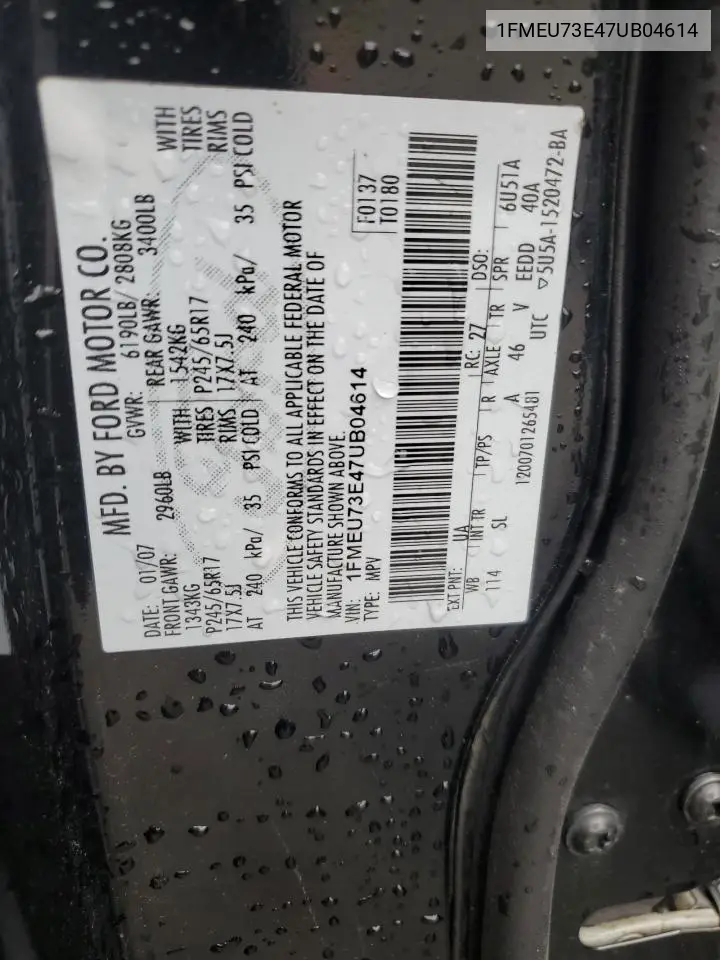 1FMEU73E47UB04614
MFD. BY FORD MOTOR CO.
DATE: 01/07 GVWR: 6190LB/ 2808KG
FRONT GAWR: 2960LB REAR GAWR: 3400LB
1343KG WITH 1542KG WITH
P245/65R17 TIRES P245/65R17 TIRES
17X7.5J RIMS 17X7.5J RIMS
AT 240 kPa/ 35 PSI COLD AT 240 kPa/ 35 PSI COLD
THIS VEHICLE CONFORMS TO ALL APPLICABLE FEDERAL MOTOR
VEHICLE SAFETY STANDARDS IN EFFECT ON THE DATE OF
MANUFACTURE SHOWN ABOVE.
VIN: 1FMEU73E47UB04614
TYPE: MPV
F0137
T0180
EXT PNT: UA RC: 27 DSO:
WB INT TR TP/PS R AXLE TR SPR 6U51A
114 SL A 46 V EEDD 40A
1200701265481 UTC ▽5U5A-1520472-BA